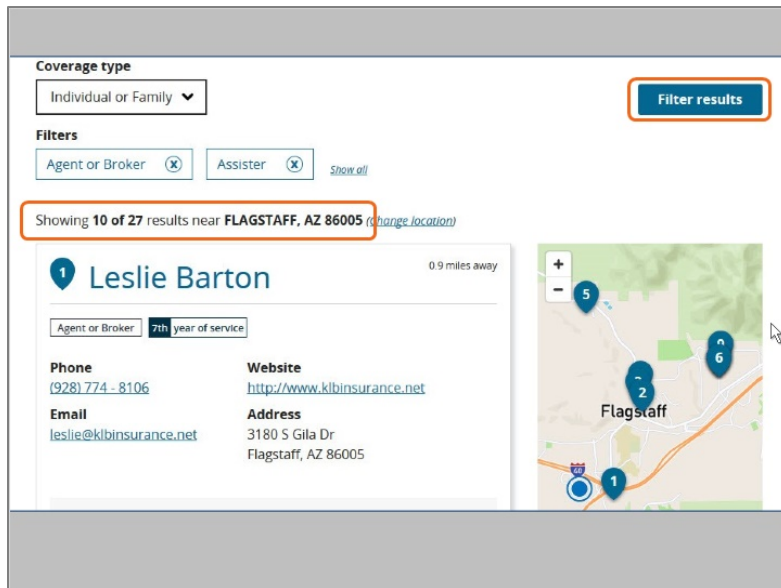 Coverage type
Individual or Family
Filter results
Filters
Agent or Broker
Assister
Show all
Showing 10 of 27 results near FLAGSTAFF, AZ 86005 (change location)
1 Leslie Barton
0.9 miles away
Agent or Broker
7th year of service
Phone
(928) 774 - 8106
Website
http://www.klbinsurance.net
Email
leslie@klbinsurance.net
Address
3180 S Gila Dr
Flagstaff, AZ 86005
+
−
5
6
2
Flagstaff
1